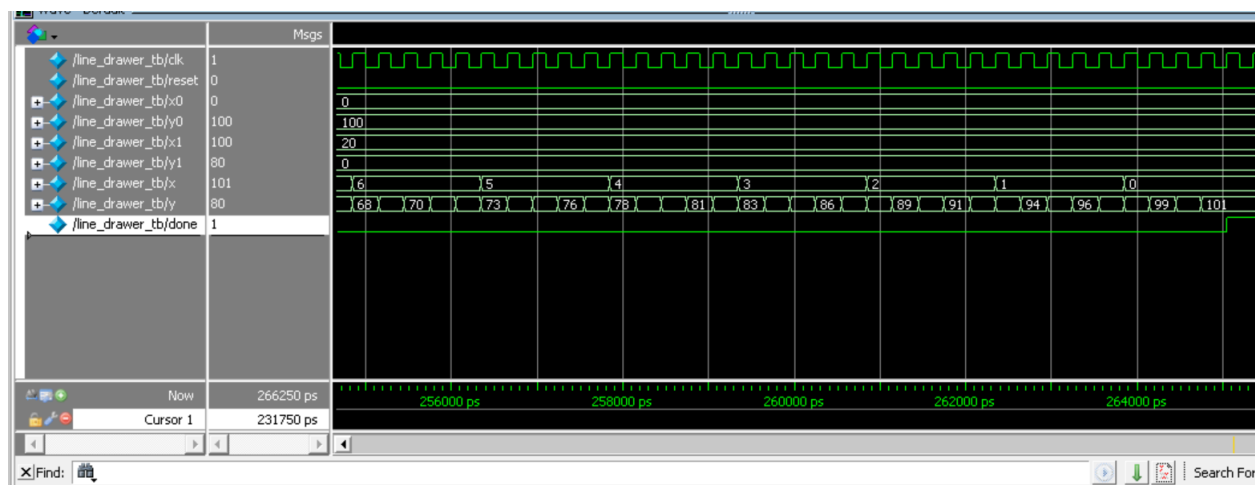 Msgs
/line_drawer_tb/clk 1
/line_drawer_tb/reset 0
/line_drawer_tb/x0 0 0
/line_drawer_tb/y0 100 100
/line_drawer_tb/x1 100 20
/line_drawer_tb/y1 80 0
/line_drawer_tb/x 101 6 5 4 3 2 1 0
/line_drawer_tb/y 80 68 70 73 76 78 81 83 86 89 91 94 96 99 101
/line_drawer_tb/done 1
Now 266250 ps 256000 ps 258000 ps 260000 ps 262000 ps 264000 ps
Cursor 1 231750 ps
Find: Search For